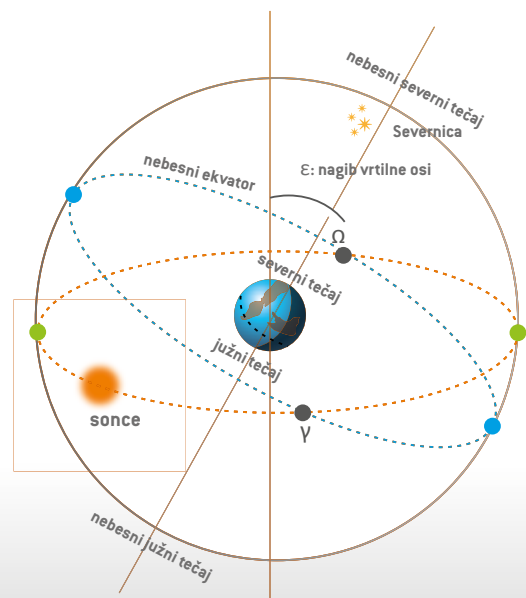 nebesni severni tečaj
Severnica
nebesni ekvator
Ɛ: nagib vrtilne osi
Ω
severni tečaj
južni tečaj
sonce
γ
nebesni južni tečaj